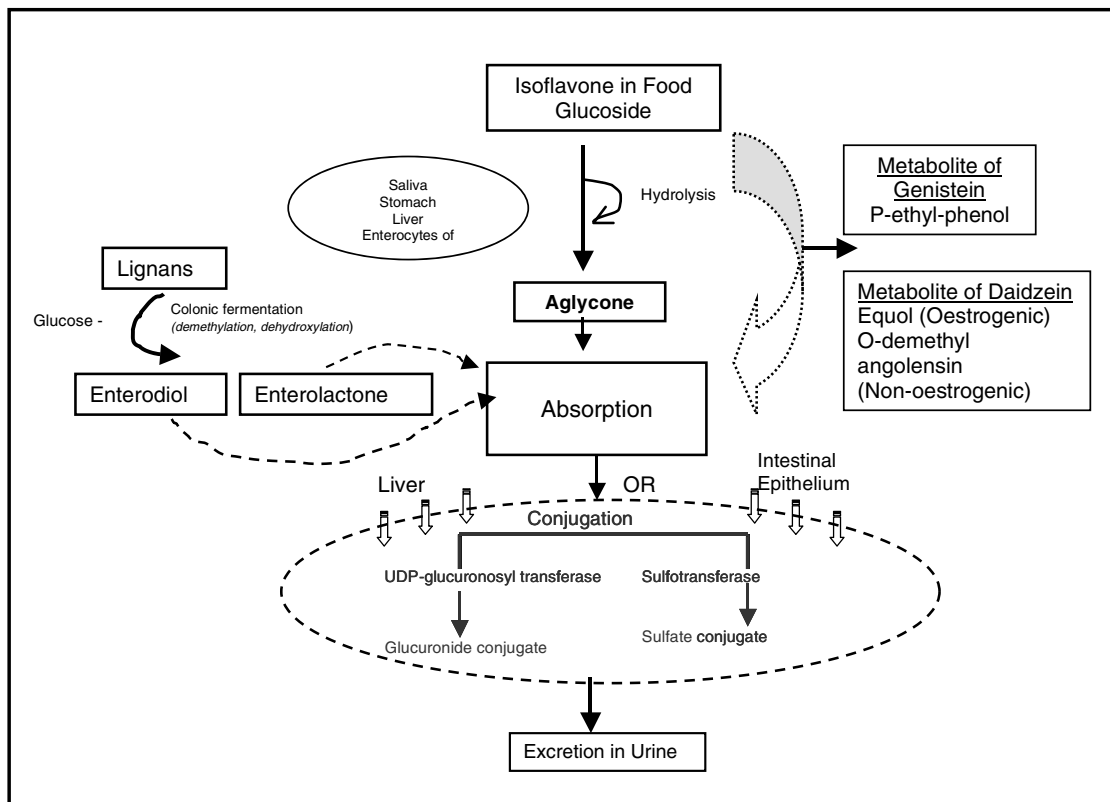 Isoflavone in Food
Glucoside
Saliva
Stomach
Liver
Enterocytes of
Hydrolysis
Metabolite of
Genistein
P-ethyl-phenol
Lignans
Glucose -
Colonic fermentation
(demethylation, dehydroxylation)
Aglycone
Metabolite of Daidzein
Equol (Oestrogenic)
O-demethyl
angolensin
(Non-oestrogenic)
Enterodiol
Enterolactone
Absorption
Liver
OR
Intestinal
Epithelium
Conjugation
UDP-glucuronosyl transferase
Sulfotransferase
Glucuronide conjugate
Sulfate conjugate
Excretion in Urine